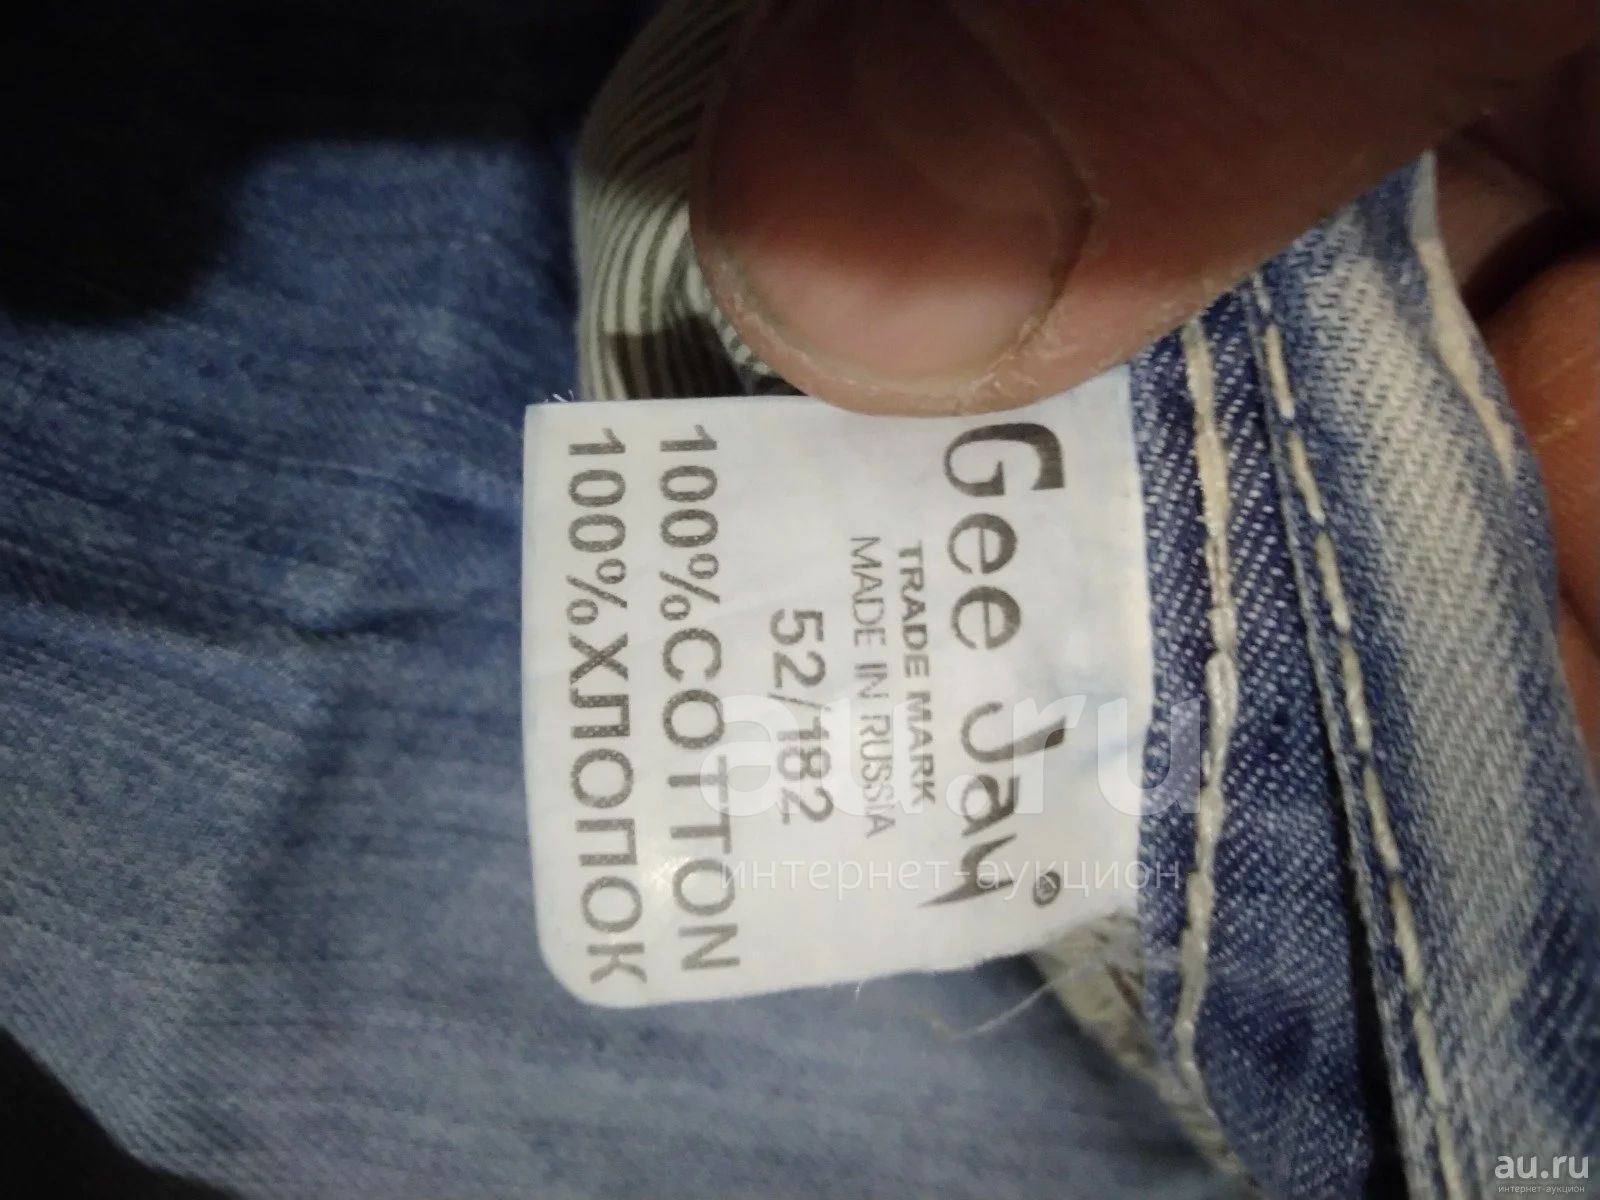 Gee Jay ®
TRADE MARK
MADE IN RUSSIA
52/182
100%COTTON
100%ХЛОПОК
au.ru
интернет-аукцион
au.ru
интернет-аукцион